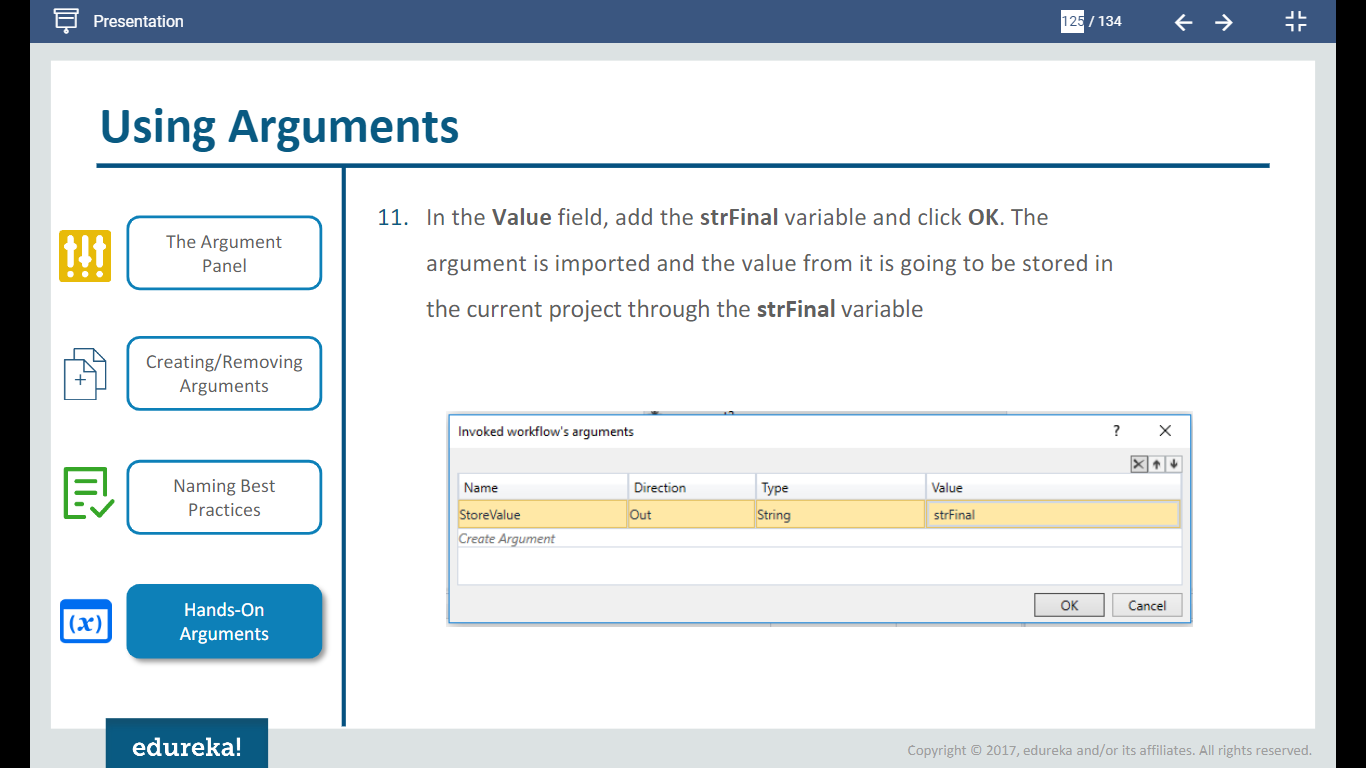 Presentation
125 / 134
Using Arguments
The Argument
Panel
Creating/Removing
Arguments
Naming Best
Practices
(x)
Hands-On
Arguments
11. In the Value field, add the strFinal variable and click OK. The
argument is imported and the value from it is going to be stored in
the current project through the strFinal variable
Invoked workflow's arguments
?
Name Direction Type Value
StoreValue Out String strFinal
Create Argument
OK Cancel
edureka!
Copyright © 2017, edureka and/or its affiliates. All rights reserved.